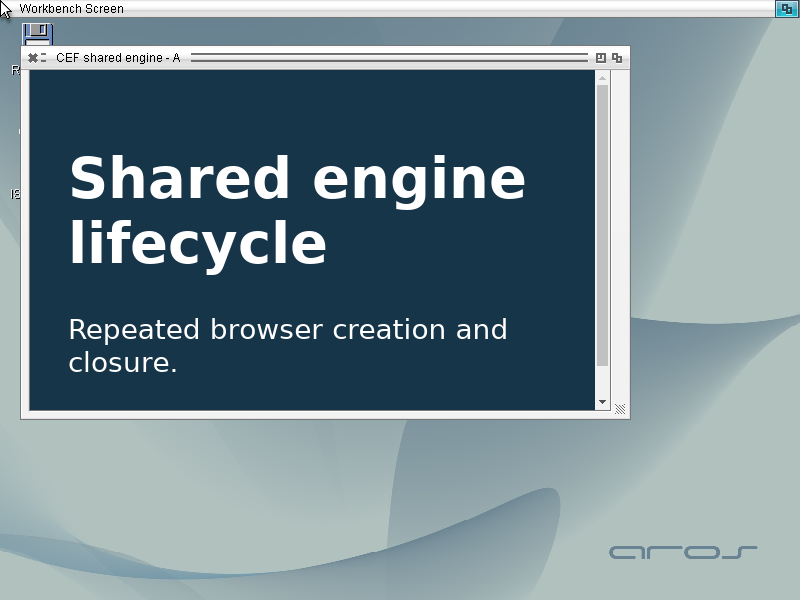 Workbench Screen
CEF shared engine - A
Shared engine
lifecycle
Repeated browser creation and
closure.
aros